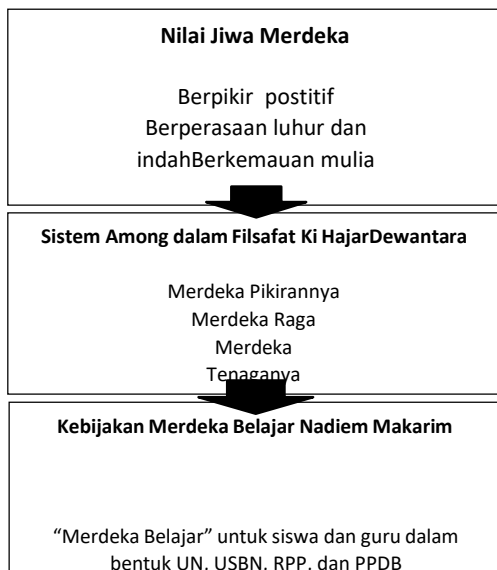 Nilai Jiwa Merdeka
Berpikir postitif
Berperasaan luhur dan
indahBerkemauan mulia
Sistem Among dalam Filsafat Ki HajarDewantara
Merdeka Pikirannya
Merdeka Raga
Merdeka
Tenaganya
Kebijakan Merdeka Belajar Nadiem Makarim
“Merdeka Belajar” untuk siswa dan guru dalam
bentuk UN, USBN, RPP, dan PPDB